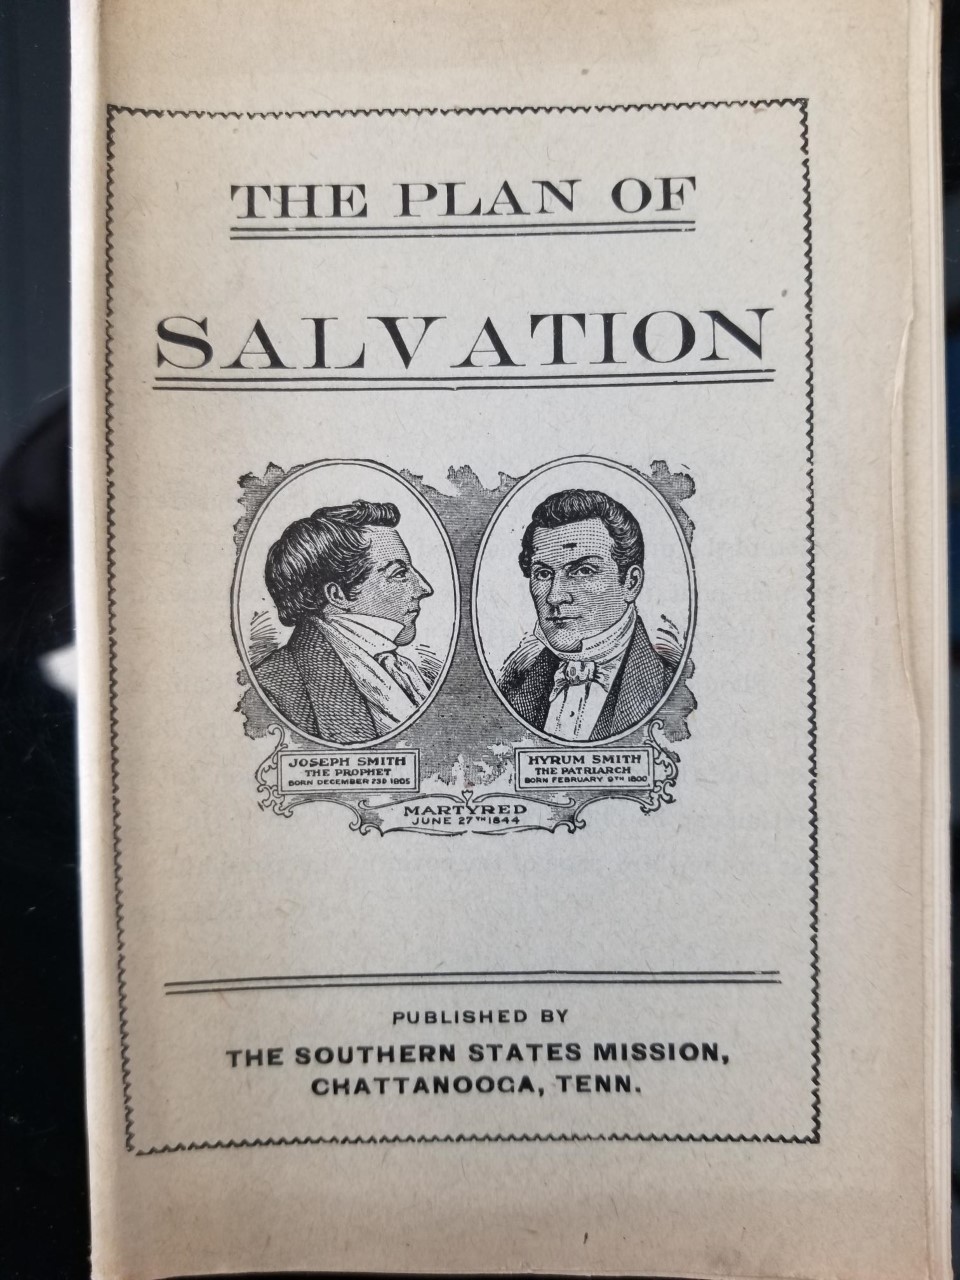 THE PLAN OF
SALVATION
JOSEPH SMITH
THE PROPHET
BORN DECEMBER 23D 1805
HYRUM SMITH
THE PATRIARCH
BORN FEBRUARY 9TH 1800
MARTYRED
JUNE 27TH 1844
PUBLISHED BY
THE SOUTHERN STATES MISSION,
CHATTANOOGA, TENN.